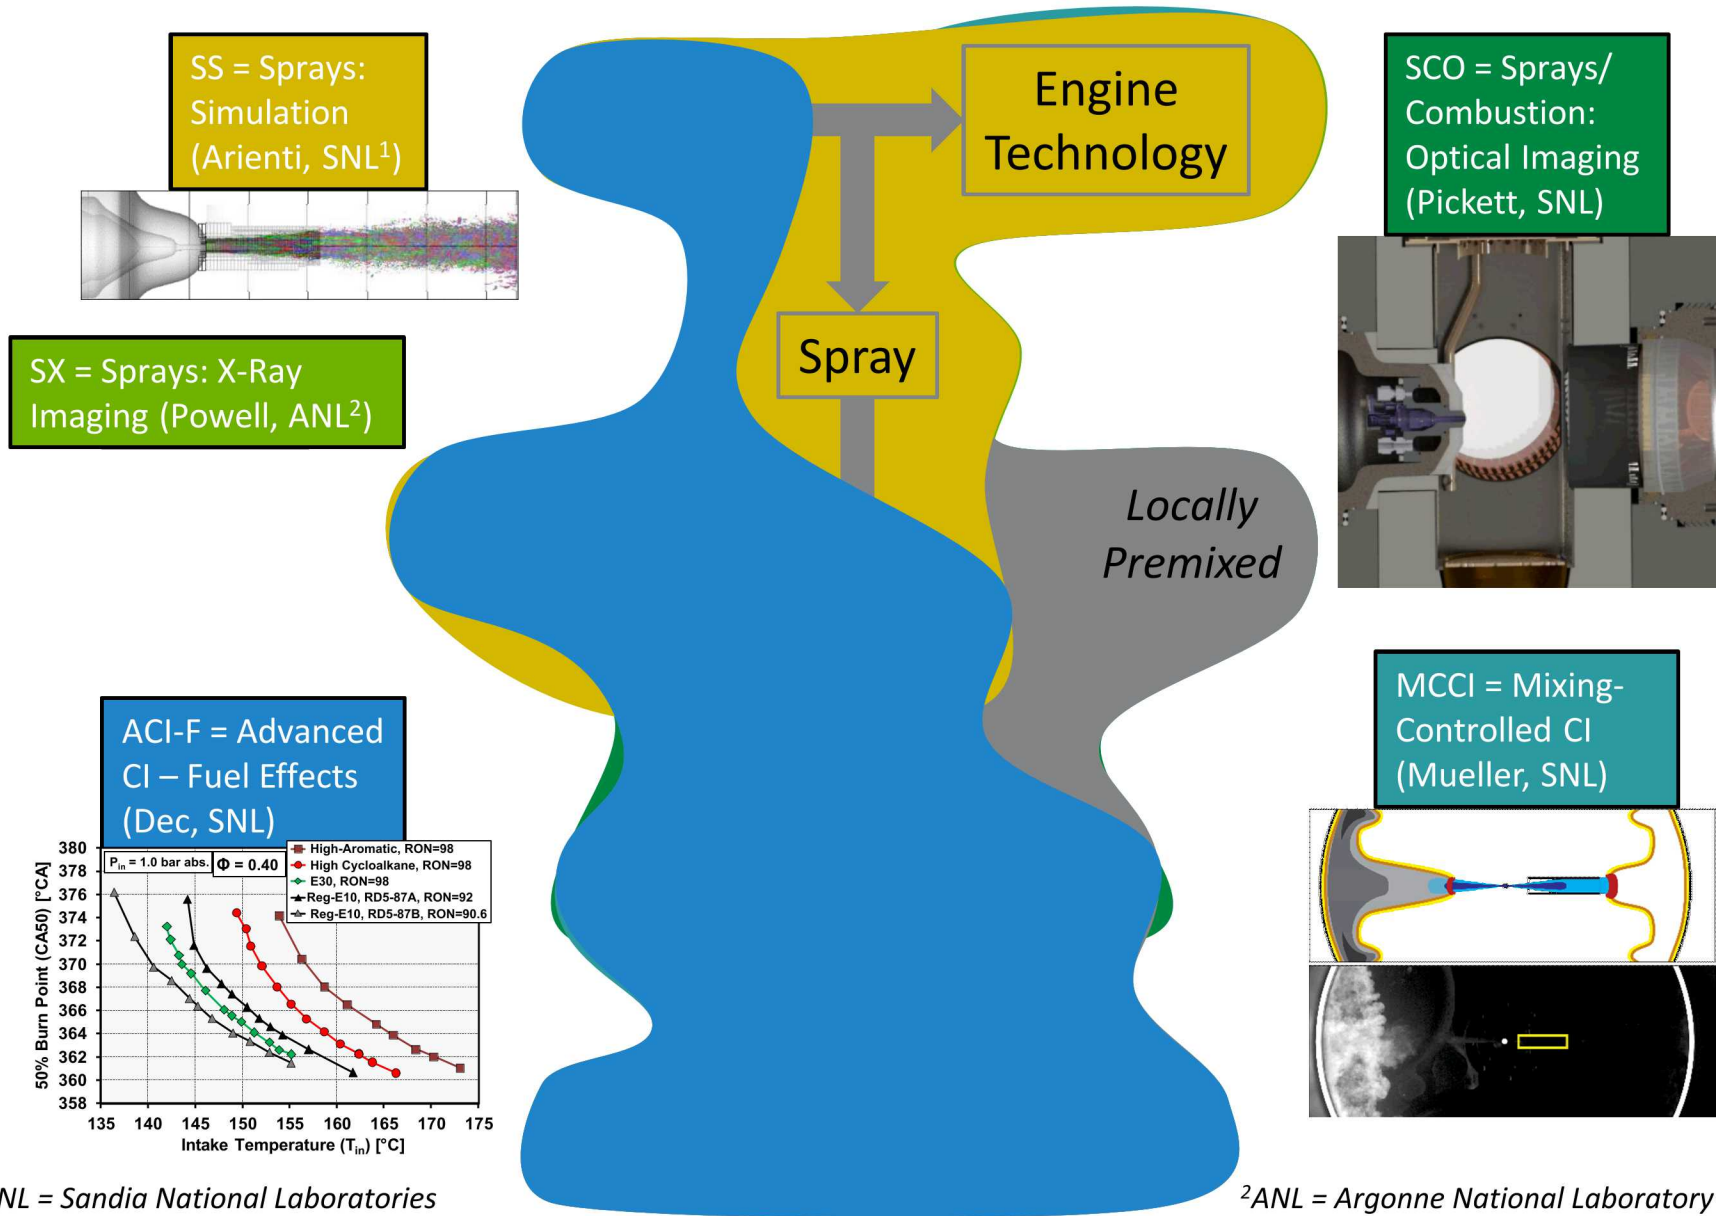 SS = Sprays:
Simulation
(Arienti, SNL¹)
SX = Sprays: X-Ray
Imaging (Powell, ANL²)
Engine
Technology
Spray
Locally
Premixed
SCO = Sprays/
Combustion:
Optical Imaging
(Pickett, SNL)
MCCI = Mixing-
Controlled CI
(Mueller, SNL)
ACI-F = Advanced
CI – Fuel Effects
(Dec, SNL)
P_in = 1.0 bar abs.
Φ = 0.40
High-Aromatic, RON=98
High Cycloalkane, RON=98
E30, RON=98
Reg-E10, RD5-87A, RON=92
Reg-E10, RD5-87B, RON=90.6
50% Burn Point (CA50) [°CA]
380
378
376
374
372
370
368
366
364
362
360
358
135 140 145 150 155 160 165 170 175
Intake Temperature (T_in) [°C]
NL = Sandia National Laboratories
²ANL = Argonne National Laboratory